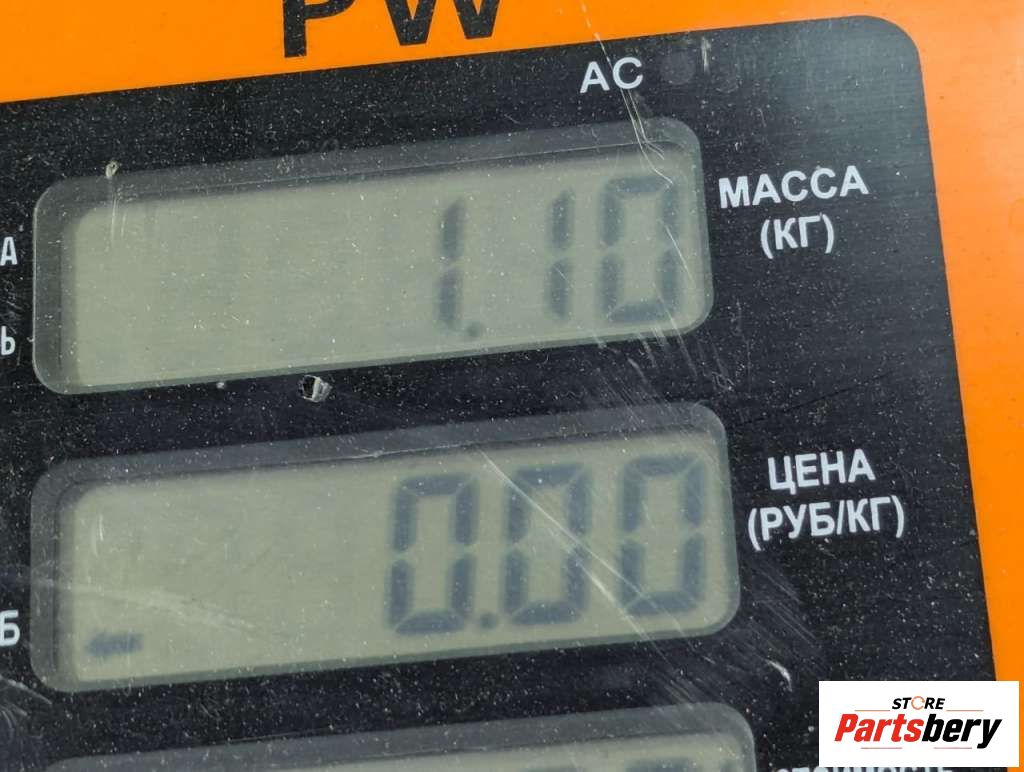 PW
AC
1.10
МАССА
(КГ)
0.00
ЦЕНА
(РУБ/КГ)
STORE
Partsbery